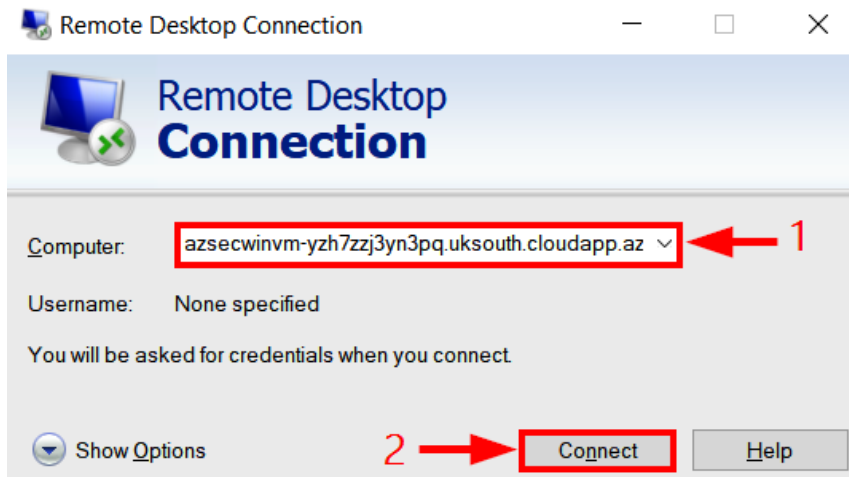 Remote Desktop Connection
Remote Desktop
Connection
Computer: azsecwinvm-yzh7zzj3yn3pq.uksouth.cloudapp.az 1
Username: None specified
You will be asked for credentials when you connect.
Show Options 2 Connect Help